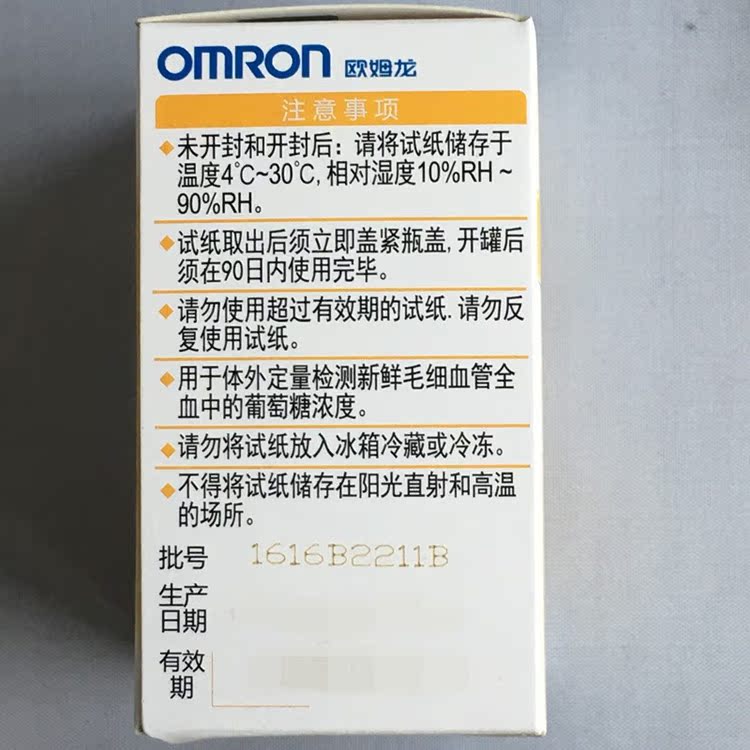 OMRON 欧姆龙
注意事项
◆未开封和开封后：请将试纸储存于
温度4℃~30℃,相对湿度10%RH~
90%RH。
◆试纸取出后须立即盖紧瓶盖,开罐后
须在90日内使用完毕。
◆请勿使用超过有效期的试纸.请勿反
复使用试纸。
◆用于体外定量检测新鲜毛细血管全
血中的葡萄糖浓度。
◆请勿将试纸放入冰箱冷藏或冷冻。
◆不得将试纸储存在阳光直射和高温
的场所。
批号 1616B2211B
生产
日期
有效
期